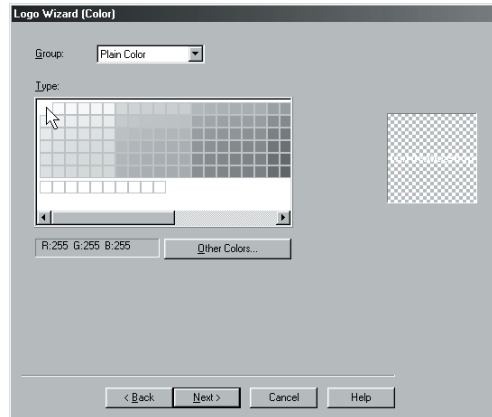 Logo Wizard (Color)
Group:
Plain Color
Type:
R:255 G:255 B:255
Other Colors...
< Back
Next >
Cancel
Help